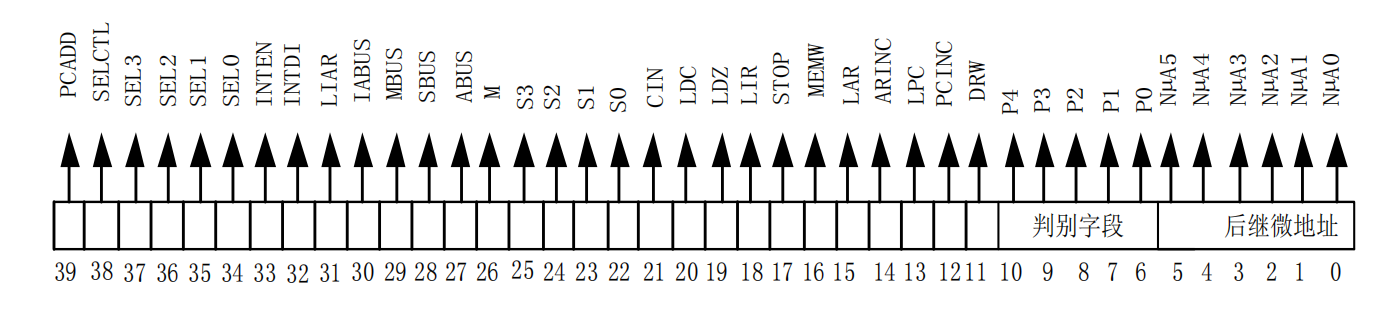 PCADD SELCTL SEL3 SEL2 SEL1 SEL0 INTEN INTDI LIAR IABUS MBUS SBUS ABUS M S3 S2 S1 S0 CIN LDC LDZ LIR STOP MEMW LAR ARINC LPC PCINC DRW P4 P3 P2 P1 P0 NμA5 NμA4 NμA3 NμA2 NμA1 NμA0
判别字段 后继微地址
39 38 37 36 35 34 33 32 31 30 29 28 27 26 25 24 23 22 21 20 19 18 17 16 15 14 13 12 11 10 9 8 7 6 5 4 3 2 1 0